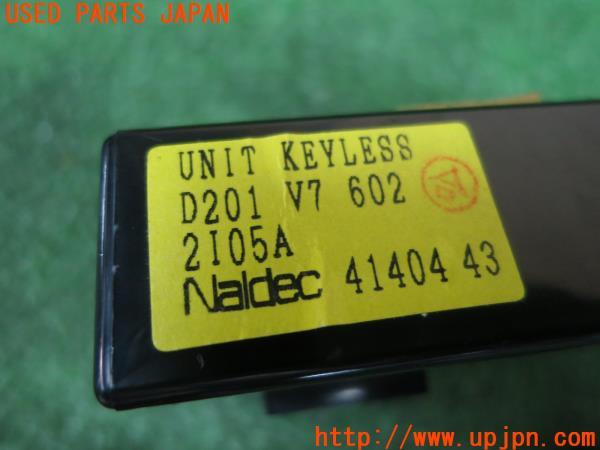 USED PARTS JAPAN
UNIT KEYLESS
D201 V7 602
2I05A
Naldec 41404 43
http://www.upjpn.com